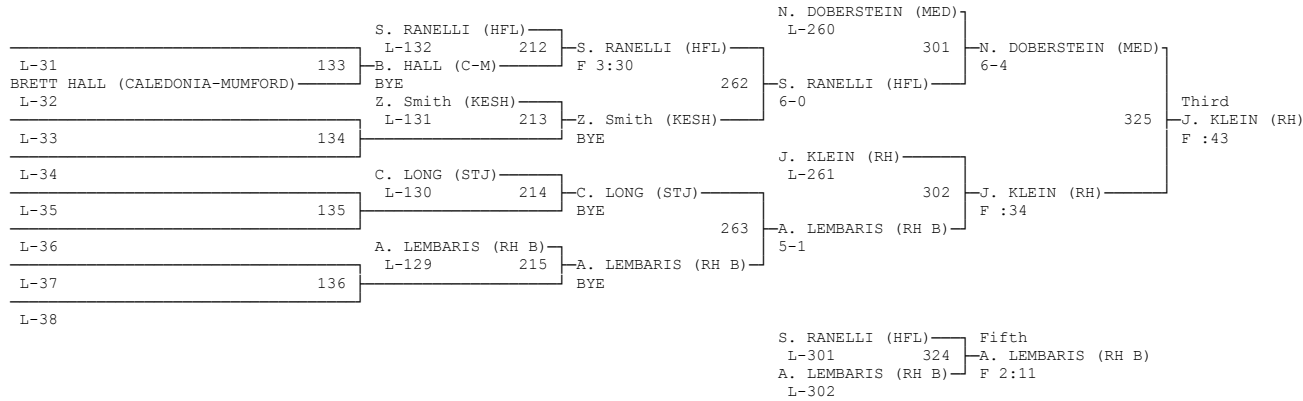 N. DOBERSTEIN (MED)
S. RANELLI (HFL) L-260
L-132 212 S. RANELLI (HFL) 301 N. DOBERSTEIN (MED)
L-31 133 B. HALL (C-M) F 3:30 6-4
BRETT HALL (CALEDONIA-MUMFORD) BYE 262 S. RANELLI (HFL)
L-32 Z. Smith (KESH) 6-0 Third
L-131 213 Z. Smith (KESH) 325 J. KLEIN (RH)
L-33 134 BYE F :43
J. KLEIN (RH)
L-34 C. LONG (STJ) L-261
L-130 214 C. LONG (STJ) 302 J. KLEIN (RH)
L-35 135 BYE F :34
263 A. LEMBARIS (RH B)
L-36 A. LEMBARIS (RH B) 5-1
L-129 215 A. LEMBARIS (RH B)
L-37 136 BYE
L-38
S. RANELLI (HFL) Fifth
L-301 324 A. LEMBARIS (RH B)
A. LEMBARIS (RH B) F 2:11
L-302